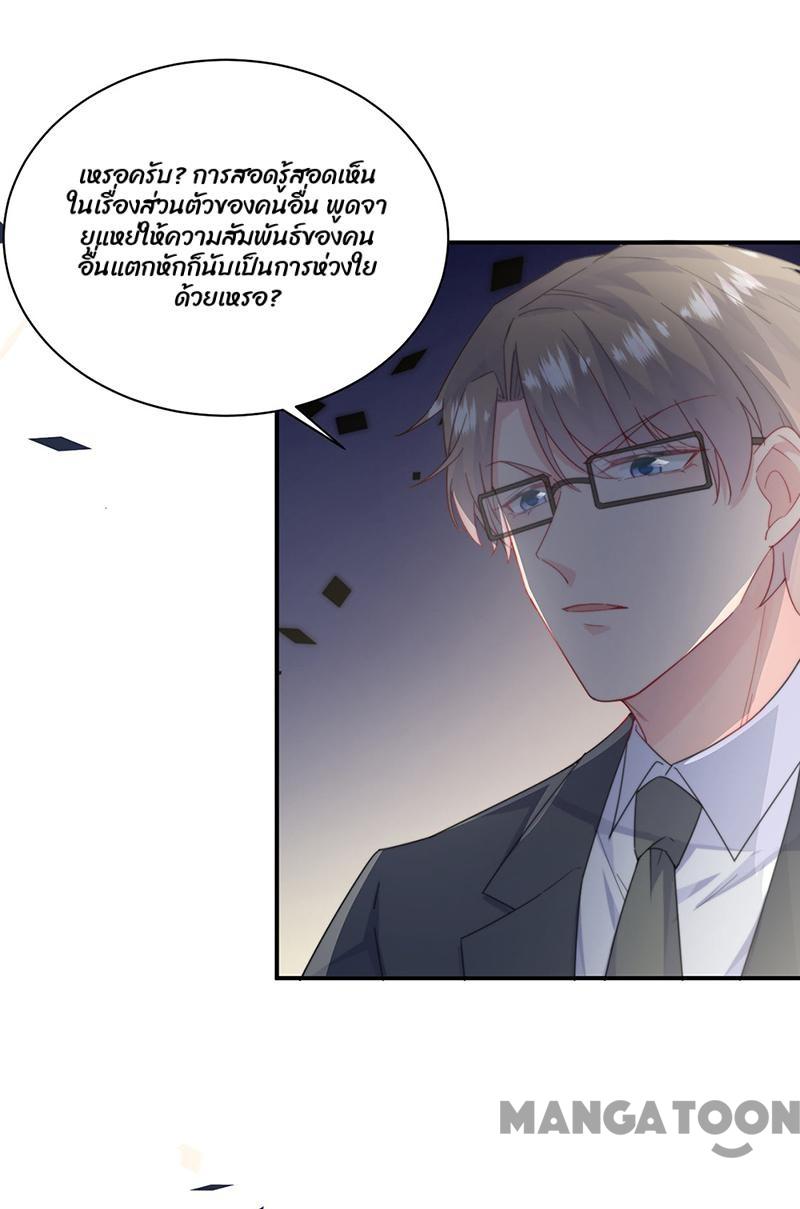 เหรอครับ? การสอดรู้สอดเห็น
ในเรื่องส่วนตัวของคนอื่น พูดจา
ยุแหย่ให้ความสัมพันธ์ของคน
อื่นแตกหักก็นับเป็นการห่วงใย
ด้วยเหรอ?
MANGATOON